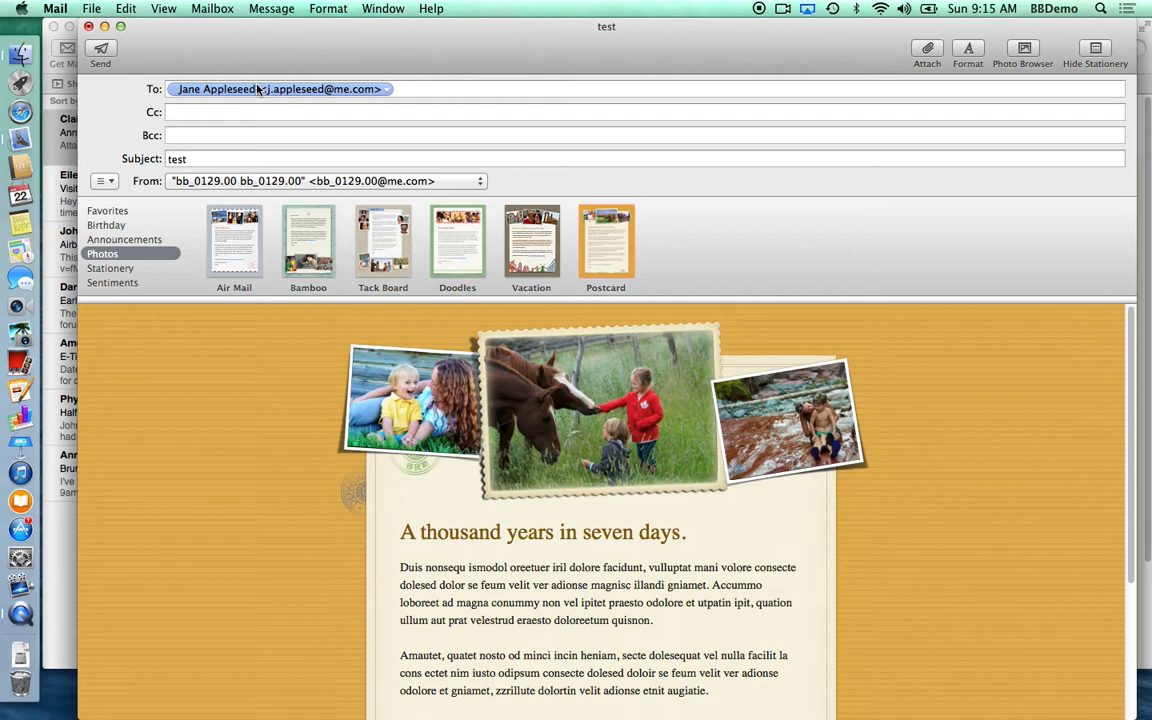 Mail File Edit View Mailbox Message Format Window Help Sun 9:15 AM BBDemo
test
Send Attach Format Photo Browser Hide Stationery
Get Ma
To: Jane Appleseed <j.appleseed@me.com>
Cc:
Bcc:
Subject: test
From: "bb_0129.00 bb_0129.00" <bb_0129.00@me.com>
Sort by
Favorites
Birthday
Announcements
Photos
Stationery
Sentiments
Air Mail Bamboo Tack Board Doodles Vacation Postcard
A thousand years in seven days.
Duis nonsequ ismodol oreetuer iril dolore facidunt, vulluptat mani volore consecte
dolesed dolor se feum velit ver adionse magnisc illandi gniamet. Accummo
loboreet ad magna conummy non vel ipitet praesto odolore et utpatin ipit, quation
ullum aut prat velestrud eraesto doloreetum quisnon.
Amautet, quatet nosto od minci incin heniam, secte dolesequat vel nulla facilit la
cons ectet nim iusto odipsum consecte dolesed doloir se feum velit ver adionse
odolore et gniamet, zzrillute dolortin velit adionse etnit augiatie.